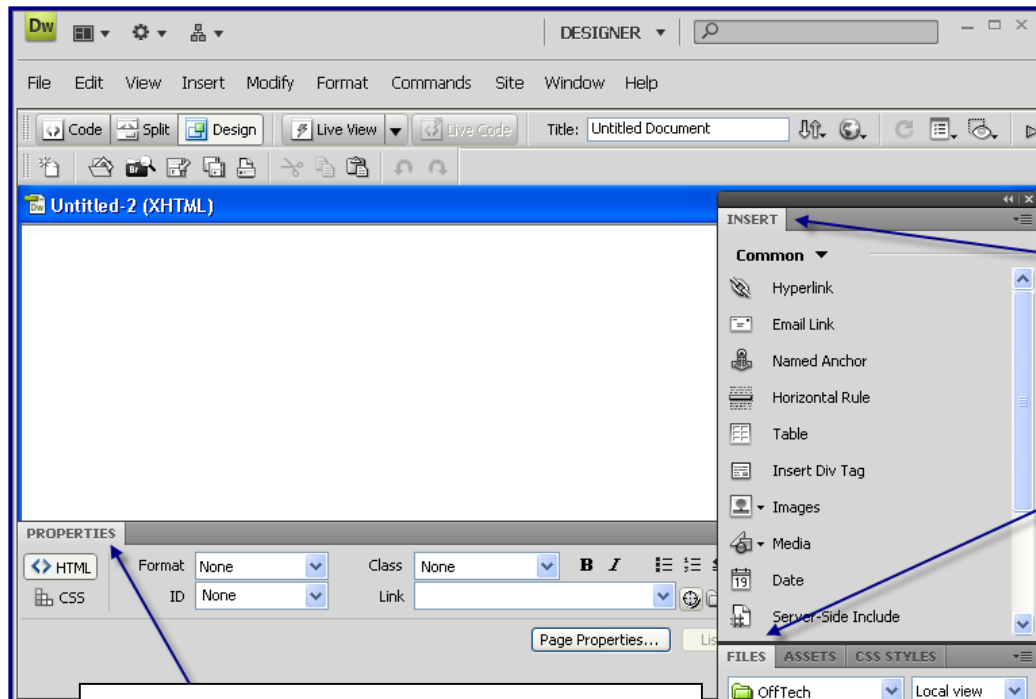 Dw DESIGNER
File Edit View Insert Modify Format Commands Site Window Help
Code Split Design Live View Live Code Title: Untitled Document
Br
Untitled-2 (XHTML)
INSERT
Common
Hyperlink
Email Link
Named Anchor
Horizontal Rule
Table
Insert Div Tag
Images
Media
19 Date
Server-Side Include
PROPERTIES
HTML Format None Class None B I
CSS ID None Link
Page Properties... Lis
FILES ASSETS CSS STYLES
OffTech Local view